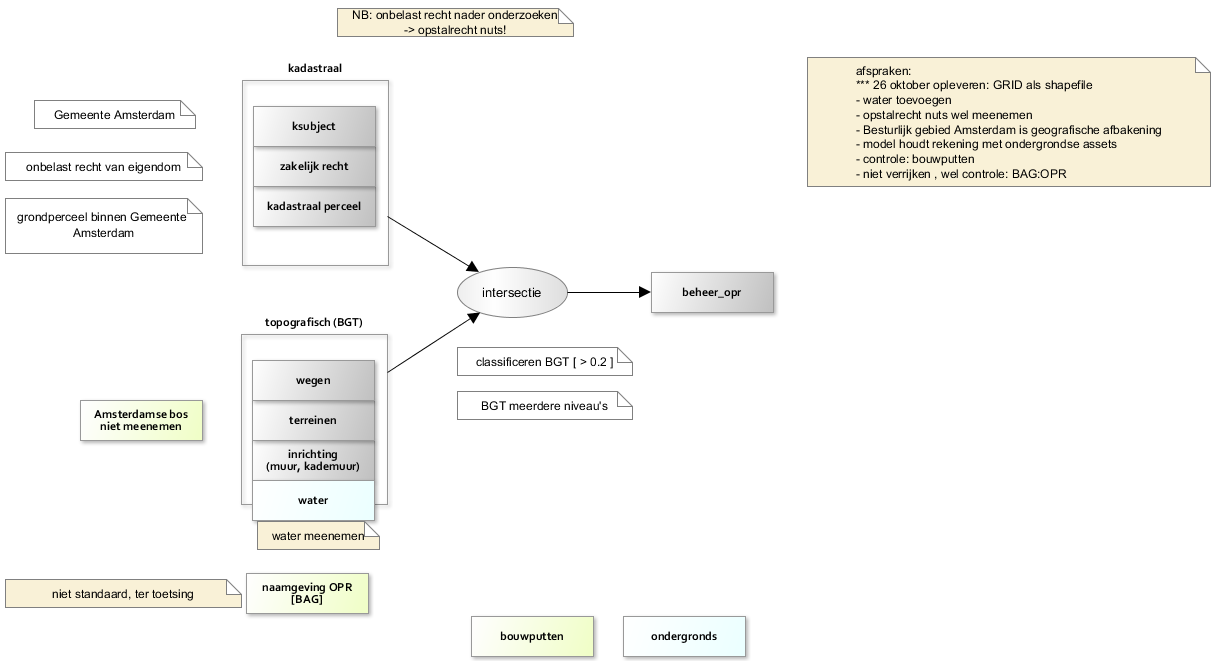 NB: onbelast recht nader onderzoeken
-> opstalrecht nuts!
afspraken:
*** 26 oktober opleveren: GRID als shapefile
- water toevoegen
- opstalrecht nuts wel meenemen
- Besturlijk gebied Amsterdam is geografische afbakening
- model houdt rekening met ondergrondse assets
- controle: bouwputten
- niet verrijken , wel controle: BAG:OPR
kadastraal
Gemeente Amsterdam
ksubject
onbelast recht van eigendom
zakelijk recht
grondperceel binnen Gemeente
Amsterdam
kadastraal perceel
intersectie
beheer_opr
topografisch (BGT)
classificeren BGT [ > 0.2 ]
BGT meerdere niveau's
wegen
Amsterdamse bos
niet meenemen
terreinen
inrichting
(muur, kademuur)
water
water meenemen
niet standaard, ter toetsing
naamgeving OPR
[BAG]
bouwputten
ondergronds